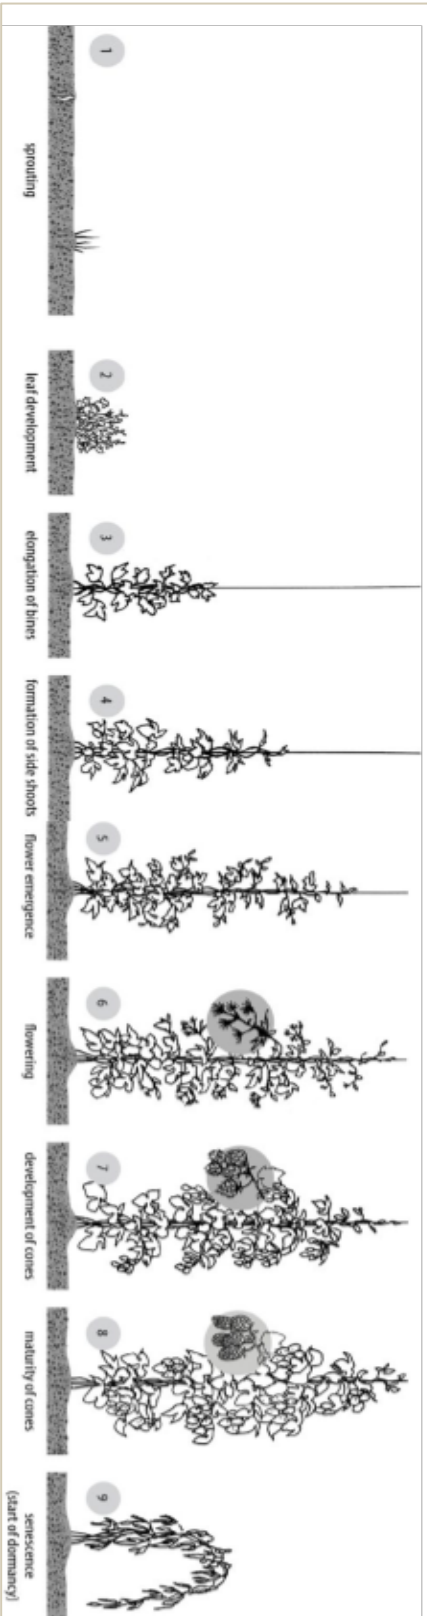 1
sprouting
2
leaf development
3
elongation of bines
4
formation of side shoots
5
flower emergence
6
flowering
7
development of cones
8
maturity of cones
9
senescence
(start of dormancy)